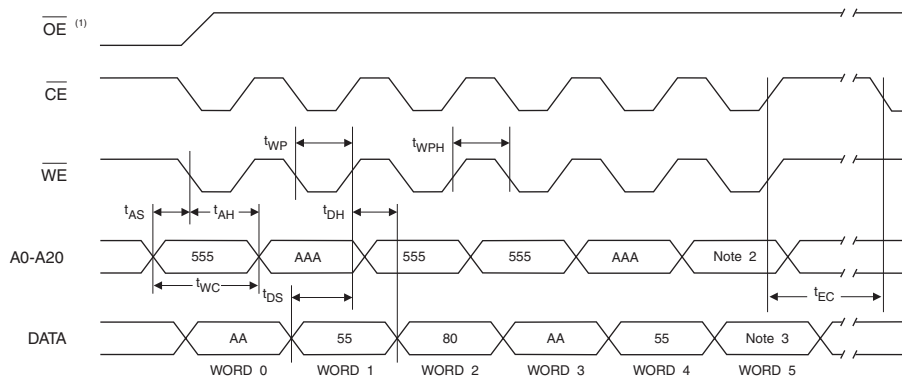 OE (1)
CE
tWP
tWPH
WE
tAS
tAH
tDH
A0-A20
555
AAA
555
555
AAA
Note 2
tWC
tDS
tEC
DATA
AA
55
80
AA
55
Note 3
WORD 0
WORD 1
WORD 2
WORD 3
WORD 4
WORD 5